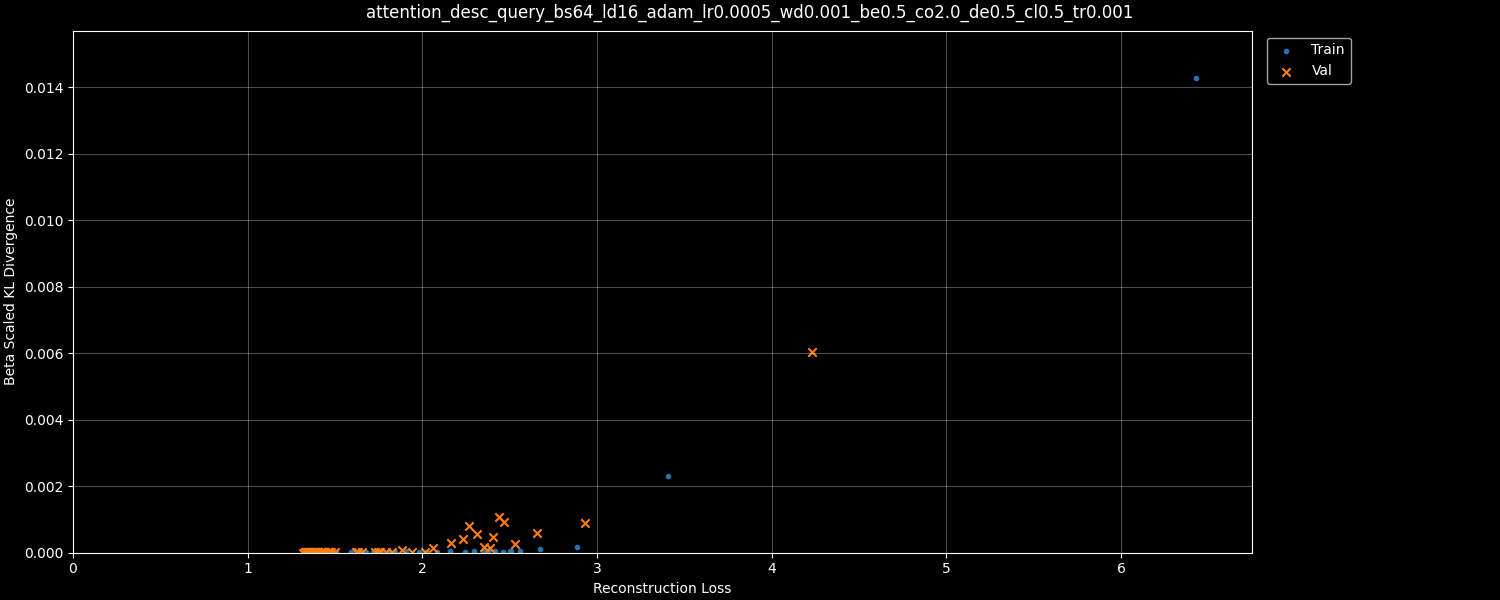 attention_desc_query_bs64_ld16_adam_lr0.0005_wd0.001_be0.5_co2.0_de0.5_cl0.5_tr0.001
Train
Val
0.014
0.012
0.010
0.008
0.006
0.004
0.002
0.000
Beta Scaled KL Divergence
0 1 2 3 4 5 6
Reconstruction Loss